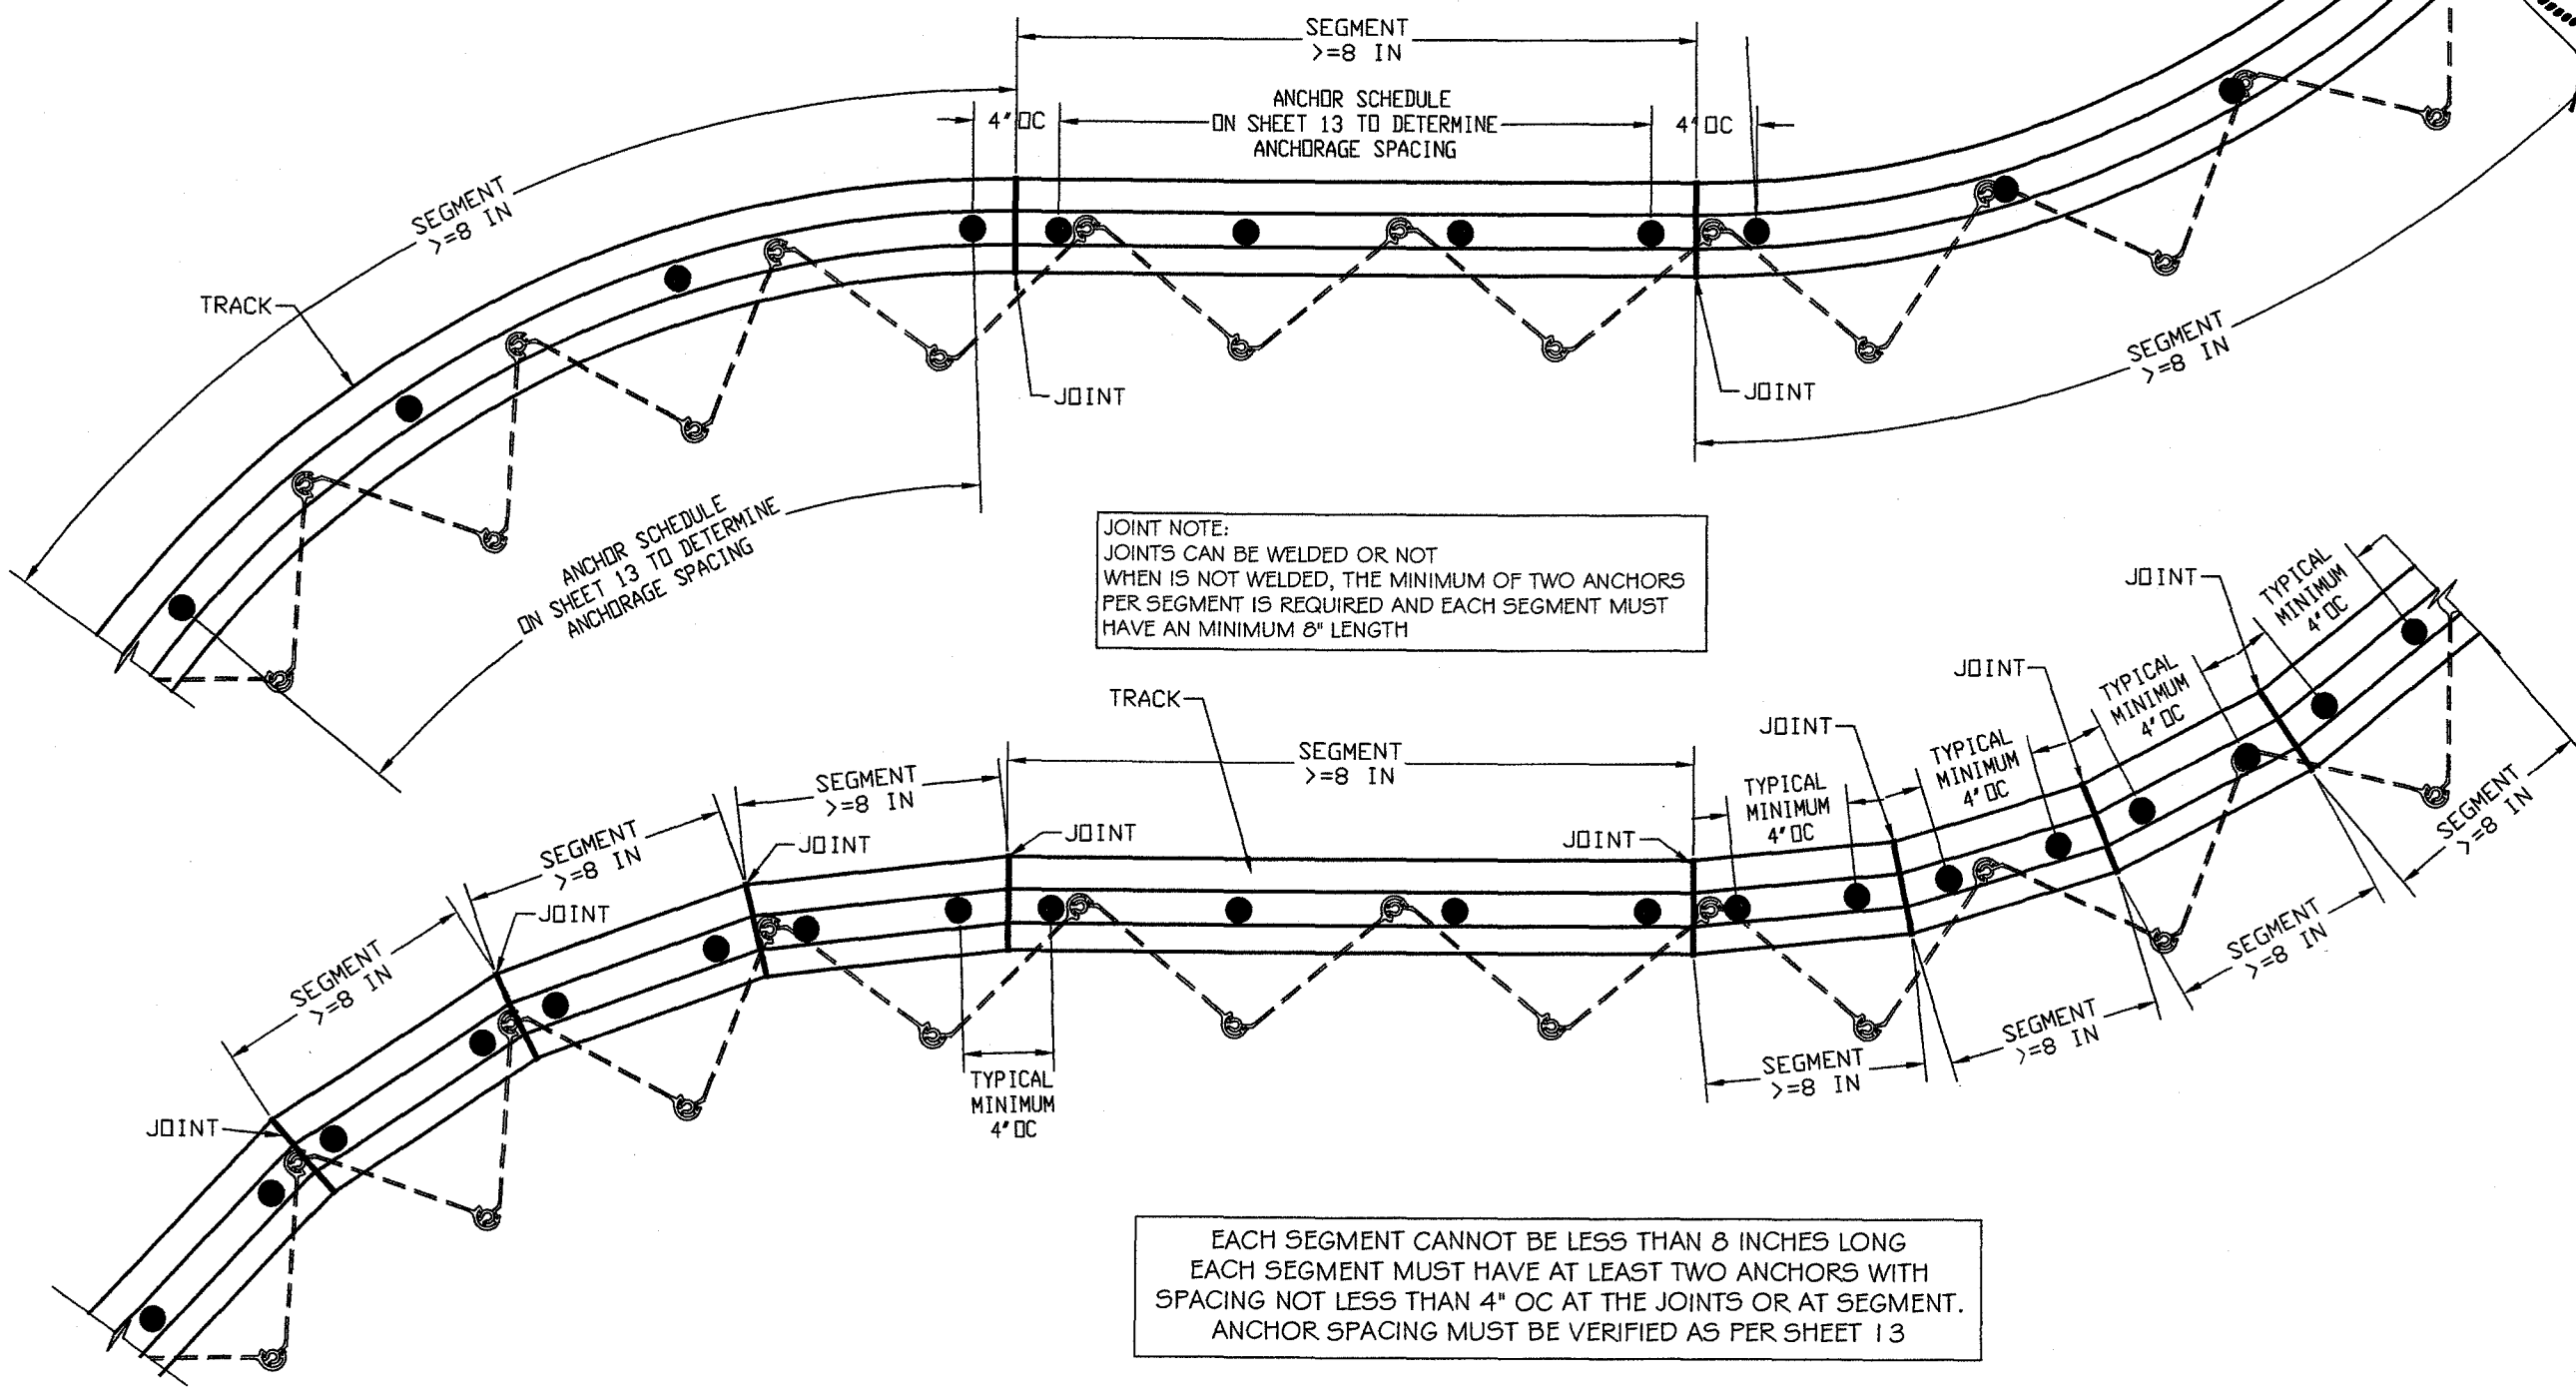 SEGMENT
>=8 IN
ANCHOR SCHEDULE
ON SHEET 13 TO DETERMINE
ANCHORAGE SPACING
4" OC
4" OC
SEGMENT
>=8 IN
TRACK
JOINT
JOINT
SEGMENT
>=8 IN
ANCHOR SCHEDULE
ON SHEET 13 TO DETERMINE
ANCHORAGE SPACING
JOINT NOTE:
JOINTS CAN BE WELDED OR NOT
WHEN IS NOT WELDED, THE MINIMUM OF TWO ANCHORS
PER SEGMENT IS REQUIRED AND EACH SEGMENT MUST
HAVE AN MINIMUM 8" LENGTH
TRACK
SEGMENT
>=8 IN
SEGMENT
>=8 IN
SEGMENT
>=8 IN
SEGMENT
>=8 IN
JOINT
JOINT
JOINT
JOINT
JOINT
JOINT
JOINT
JOINT
TYPICAL
MINIMUM
4" OC
TYPICAL
MINIMUM
4" OC
TYPICAL
MINIMUM
4" OC
TYPICAL
MINIMUM
4" OC
TYPICAL
MINIMUM
4" OC
SEGMENT
>=8 IN
SEGMENT
>=8 IN
SEGMENT
>=8 IN
SEGMENT
>=8 IN
EACH SEGMENT CANNOT BE LESS THAN 8 INCHES LONG
EACH SEGMENT MUST HAVE AT LEAST TWO ANCHORS WITH
SPACING NOT LESS THAN 4" OC AT THE JOINTS OR AT SEGMENT.
ANCHOR SPACING MUST BE VERIFIED AS PER SHEET 13